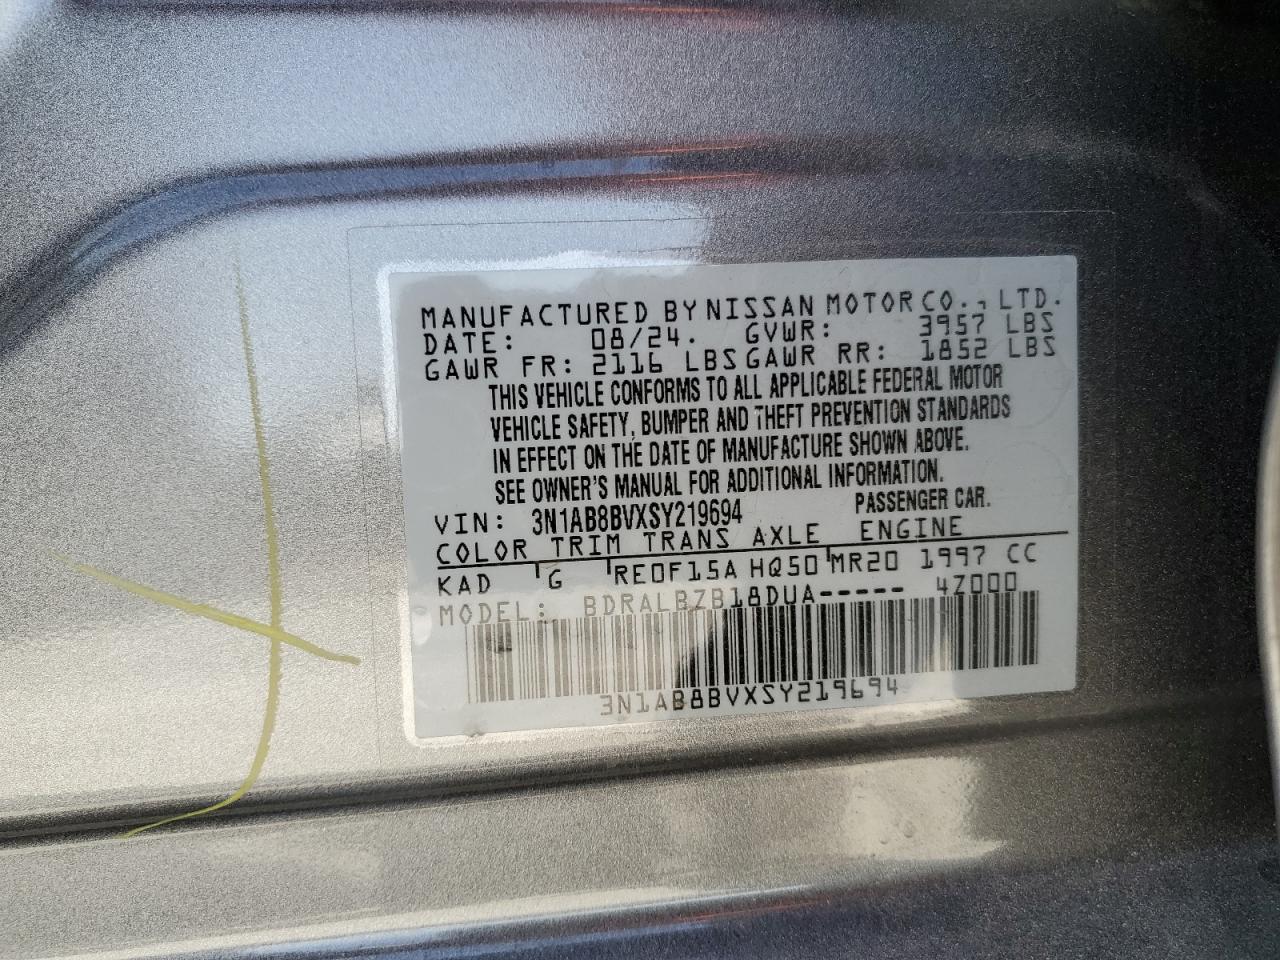 MANUFACTURED BY NISSAN MOTOR CO., LTD.
DATE: 08/24. GVWR: 3957 LBS
GAWR FR: 2116 LBS GAWR RR: 1852 LBS
THIS VEHICLE CONFORMS TO ALL APPLICABLE FEDERAL MOTOR
VEHICLE SAFETY, BUMPER AND THEFT PREVENTION STANDARDS
IN EFFECT ON THE DATE OF MANUFACTURE SHOWN ABOVE.
SEE OWNER'S MANUAL FOR ADDITIONAL INFORMATION.
VIN: 3N1AB8BVXSY219694 PASSENGER CAR.
COLOR TRIM TRANS AXLE ENGINE
KAD G RE0F15A HQ50 MR20 1997 CC
MODEL: BDRALBZB18DUA----- 4Z000
3N1AB8BVXSY219694